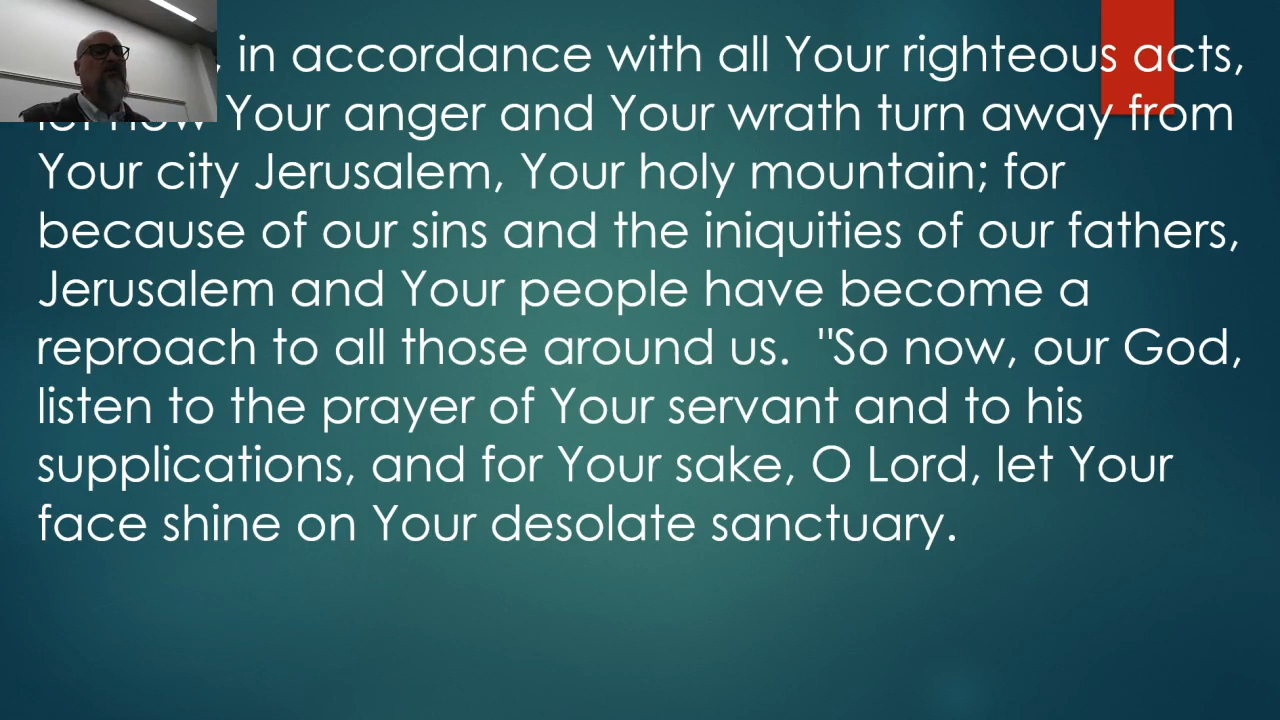 , in accordance with all Your righteous acts,
let now Your anger and Your wrath turn away from
Your city Jerusalem, Your holy mountain; for
because of our sins and the iniquities of our fathers,
Jerusalem and Your people have become a
reproach to all those around us.  "So now, our God,
listen to the prayer of Your servant and to his
supplications, and for Your sake, O Lord, let Your
face shine on Your desolate sanctuary.